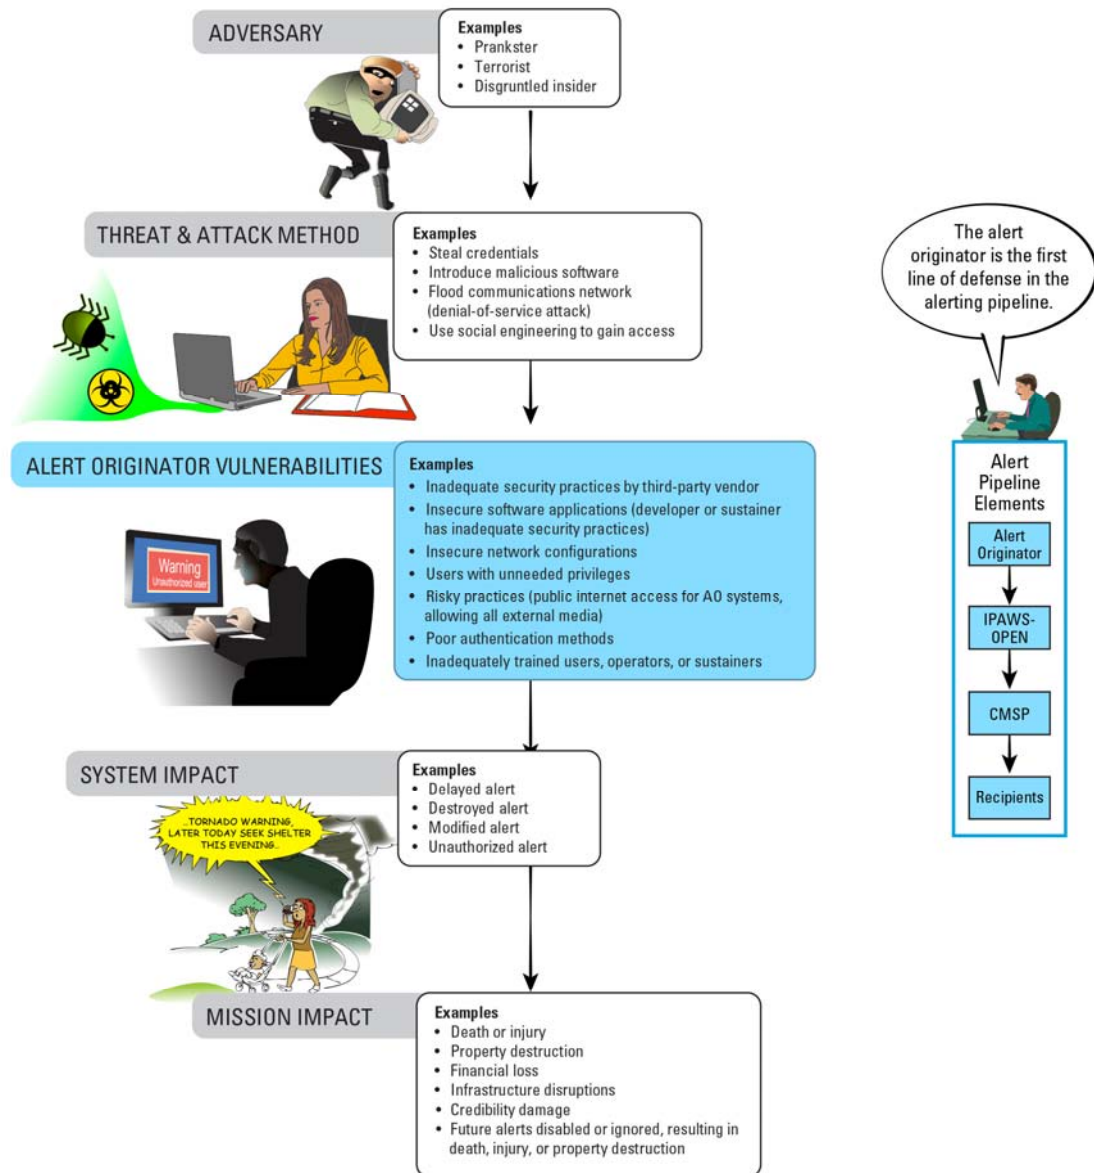 ADVERSARY
Examples
• Prankster
• Terrorist
• Disgruntled insider
THREAT & ATTACK METHOD
Examples
• Steal credentials
• Introduce malicious software
• Flood communications network
(denial-of-service attack)
• Use social engineering to gain access
ALERT ORIGINATOR VULNERABILITIES
Examples
• Inadequate security practices by third-party vendor
• Insecure software applications (developer or sustainer
has inadequate security practices)
• Insecure network configurations
• Users with unneeded privileges
• Risky practices (public internet access for AO systems,
allowing all external media)
• Poor authentication methods
• Inadequately trained users, operators, or sustainers
Warning
Unauthorized user
SYSTEM IMPACT
Examples
• Delayed alert
• Destroyed alert
• Modified alert
• Unauthorized alert
..TORNADO WARNING,
LATER TODAY SEEK SHELTER
THIS EVENING..
MISSION IMPACT
Examples
• Death or injury
• Property destruction
• Financial loss
• Infrastructure disruptions
• Credibility damage
• Future alerts disabled or ignored, resulting in
death, injury, or property destruction
The alert
originator is the first
line of defense in the
alerting pipeline.
Alert
Pipeline
Elements
Alert
Originator
IPAWS-
OPEN
CMSP
Recipients